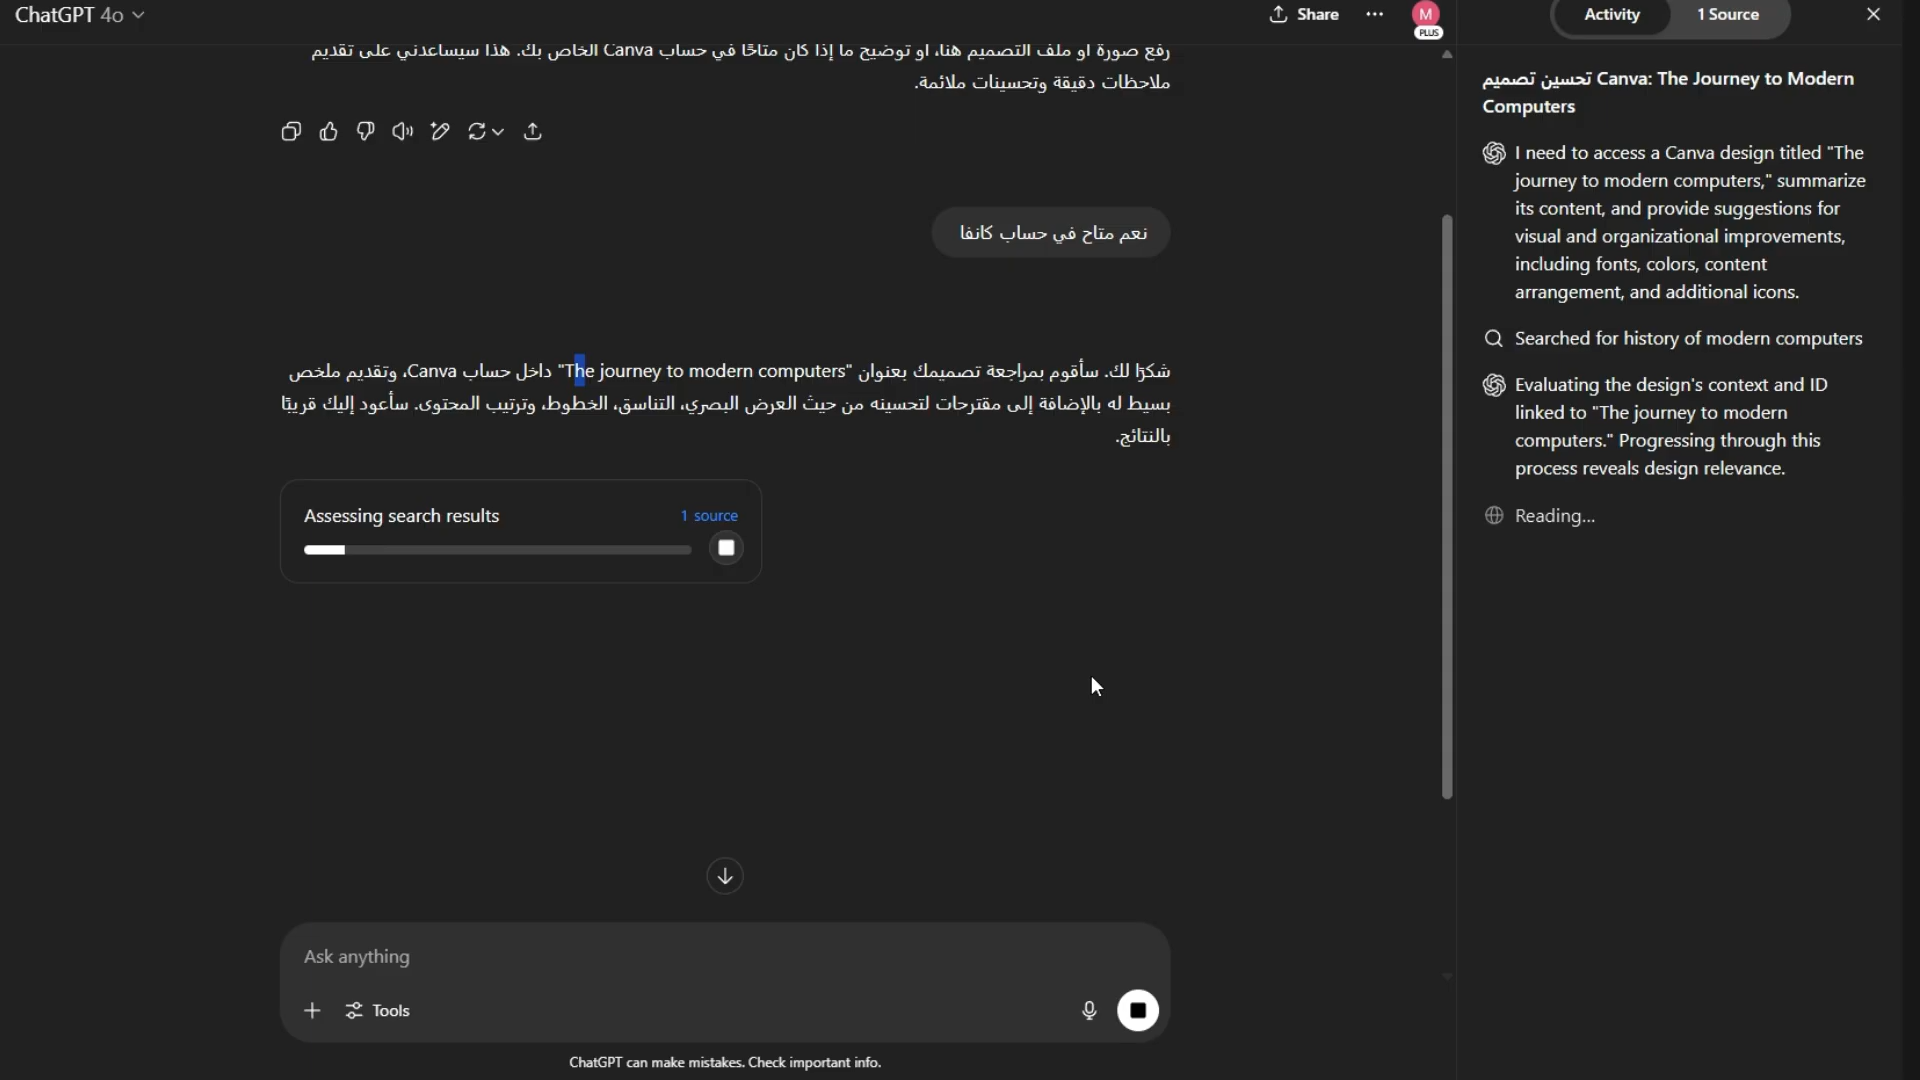 ChatGPT 4o
Share
M
PLUS
رفع صورة أو ملف التصميم هنا، أو توضيح ما إذا كان متاحًا في حساب Canva الخاص بك. هذا سيساعدني على تقديم
ملاحظات دقيقة وتحسينات ملائمة.
نعم متاح في حساب كانفا
شكرًا لك. سأقوم بمراجعة تصميمك بعنوان "The journey to modern computers" داخل حساب Canva، وتقديم ملخص
بسيط له بالإضافة إلى مقترحات لتحسينه من حيث العرض البصري، التناسق، الخطوط، وترتيب المحتوى. سأعود إليك قريبًا
بالنتائج.
Assessing search results
1 source
Ask anything
Tools
ChatGPT can make mistakes. Check important info.
Activity
1 Source
تحسين تصميم Canva: The Journey to Modern
Computers
I need to access a Canva design titled "The
journey to modern computers," summarize
its content, and provide suggestions for
visual and organizational improvements,
including fonts, colors, content
arrangement, and additional icons.
Searched for history of modern computers
Evaluating the design's context and ID
linked to "The journey to modern
computers." Progressing through this
process reveals design relevance.
Reading...